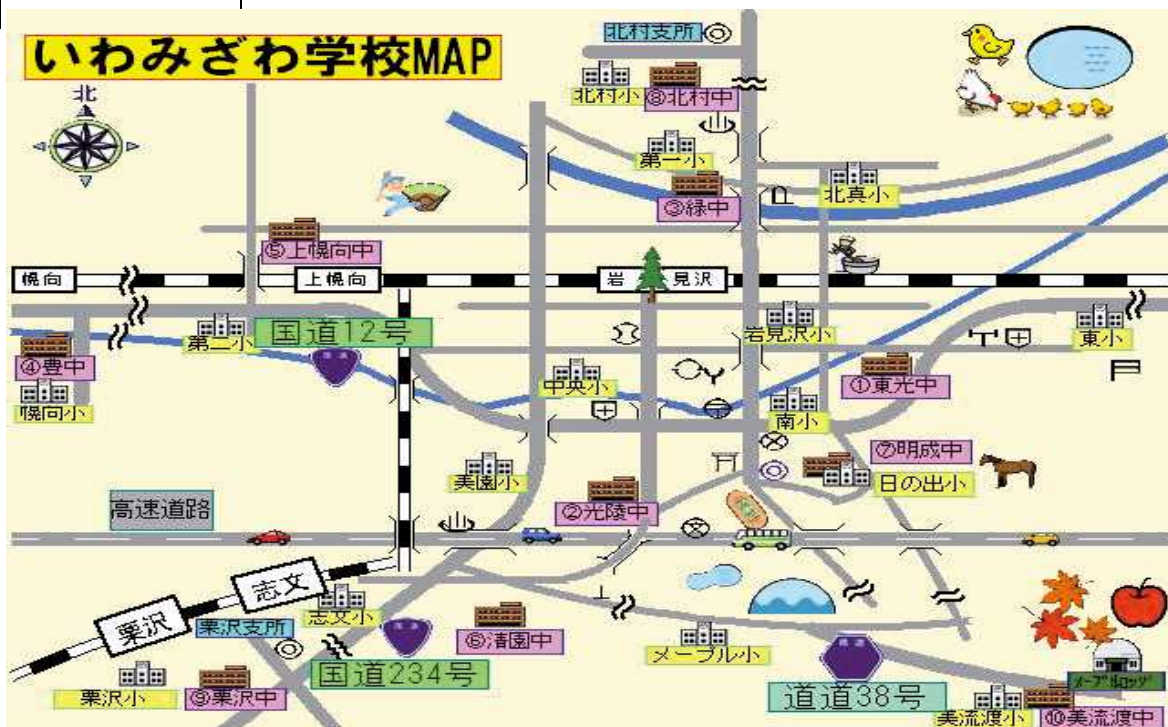 いわみざわ学校MAP
北村支所
北
北村小
⑧北村中
第一小
北真小
③緑中
⑤上幌向中
幌向
上幌向
岩見沢
国道12号
第二小
岩見沢小
東小
④豊中
幌向小
中央小
①東光中
南小
⑦明成中
美園小
日の出小
②光陵中
高速道路
志文
栗沢
志文小
栗沢支所
⑥清園中
メープル小
国道234号
道道38号
メープルロッジ
栗沢小
⑨栗沢中
美流渡小
⑩美流渡中